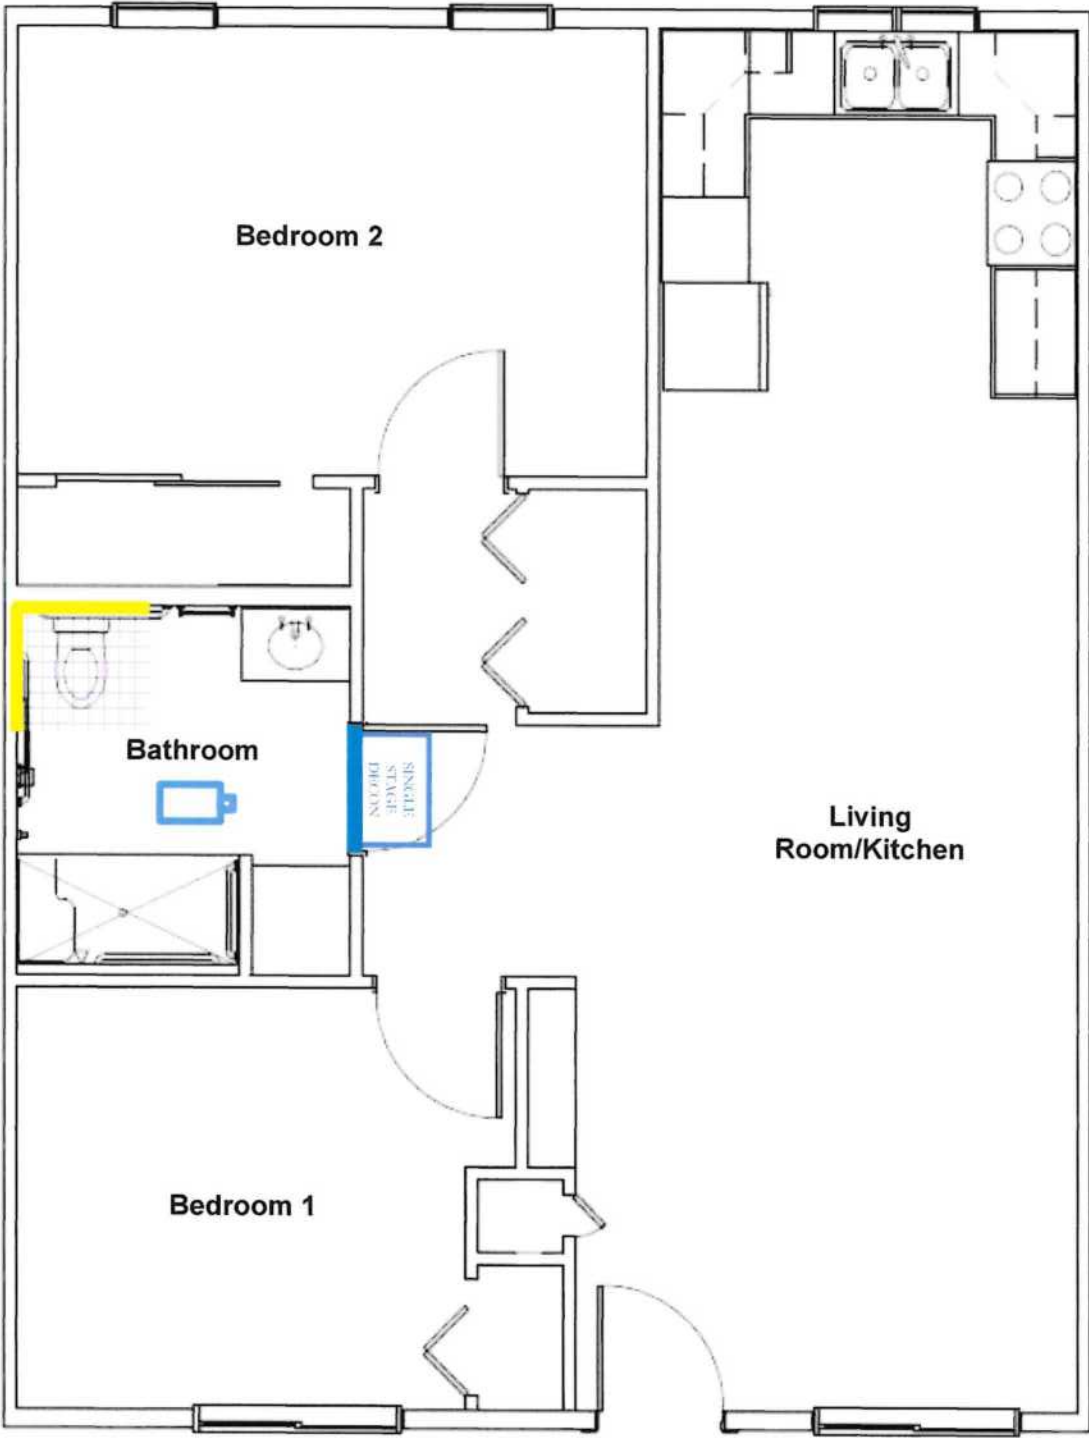 Bedroom 2
Bathroom
SINGLE
STAGE
DECON
Living
Room/Kitchen
Bedroom 1